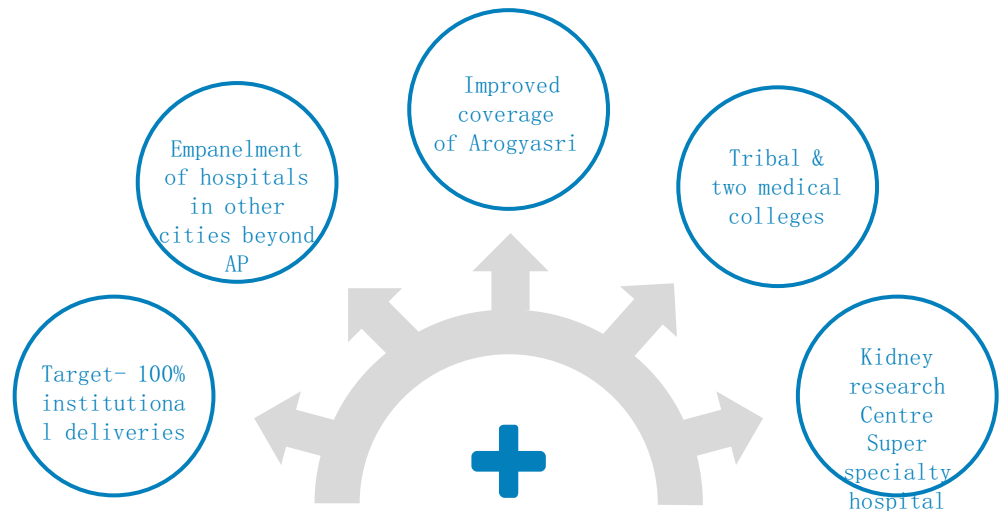 Improved
coverage
of Arogyasri
Empanelment
of hospitals
in other
cities beyond
AP
Tribal &
two medical
colleges
Target- 100%
institutiona
l deliveries
Kidney
research
Centre
Super
specialty
hospital